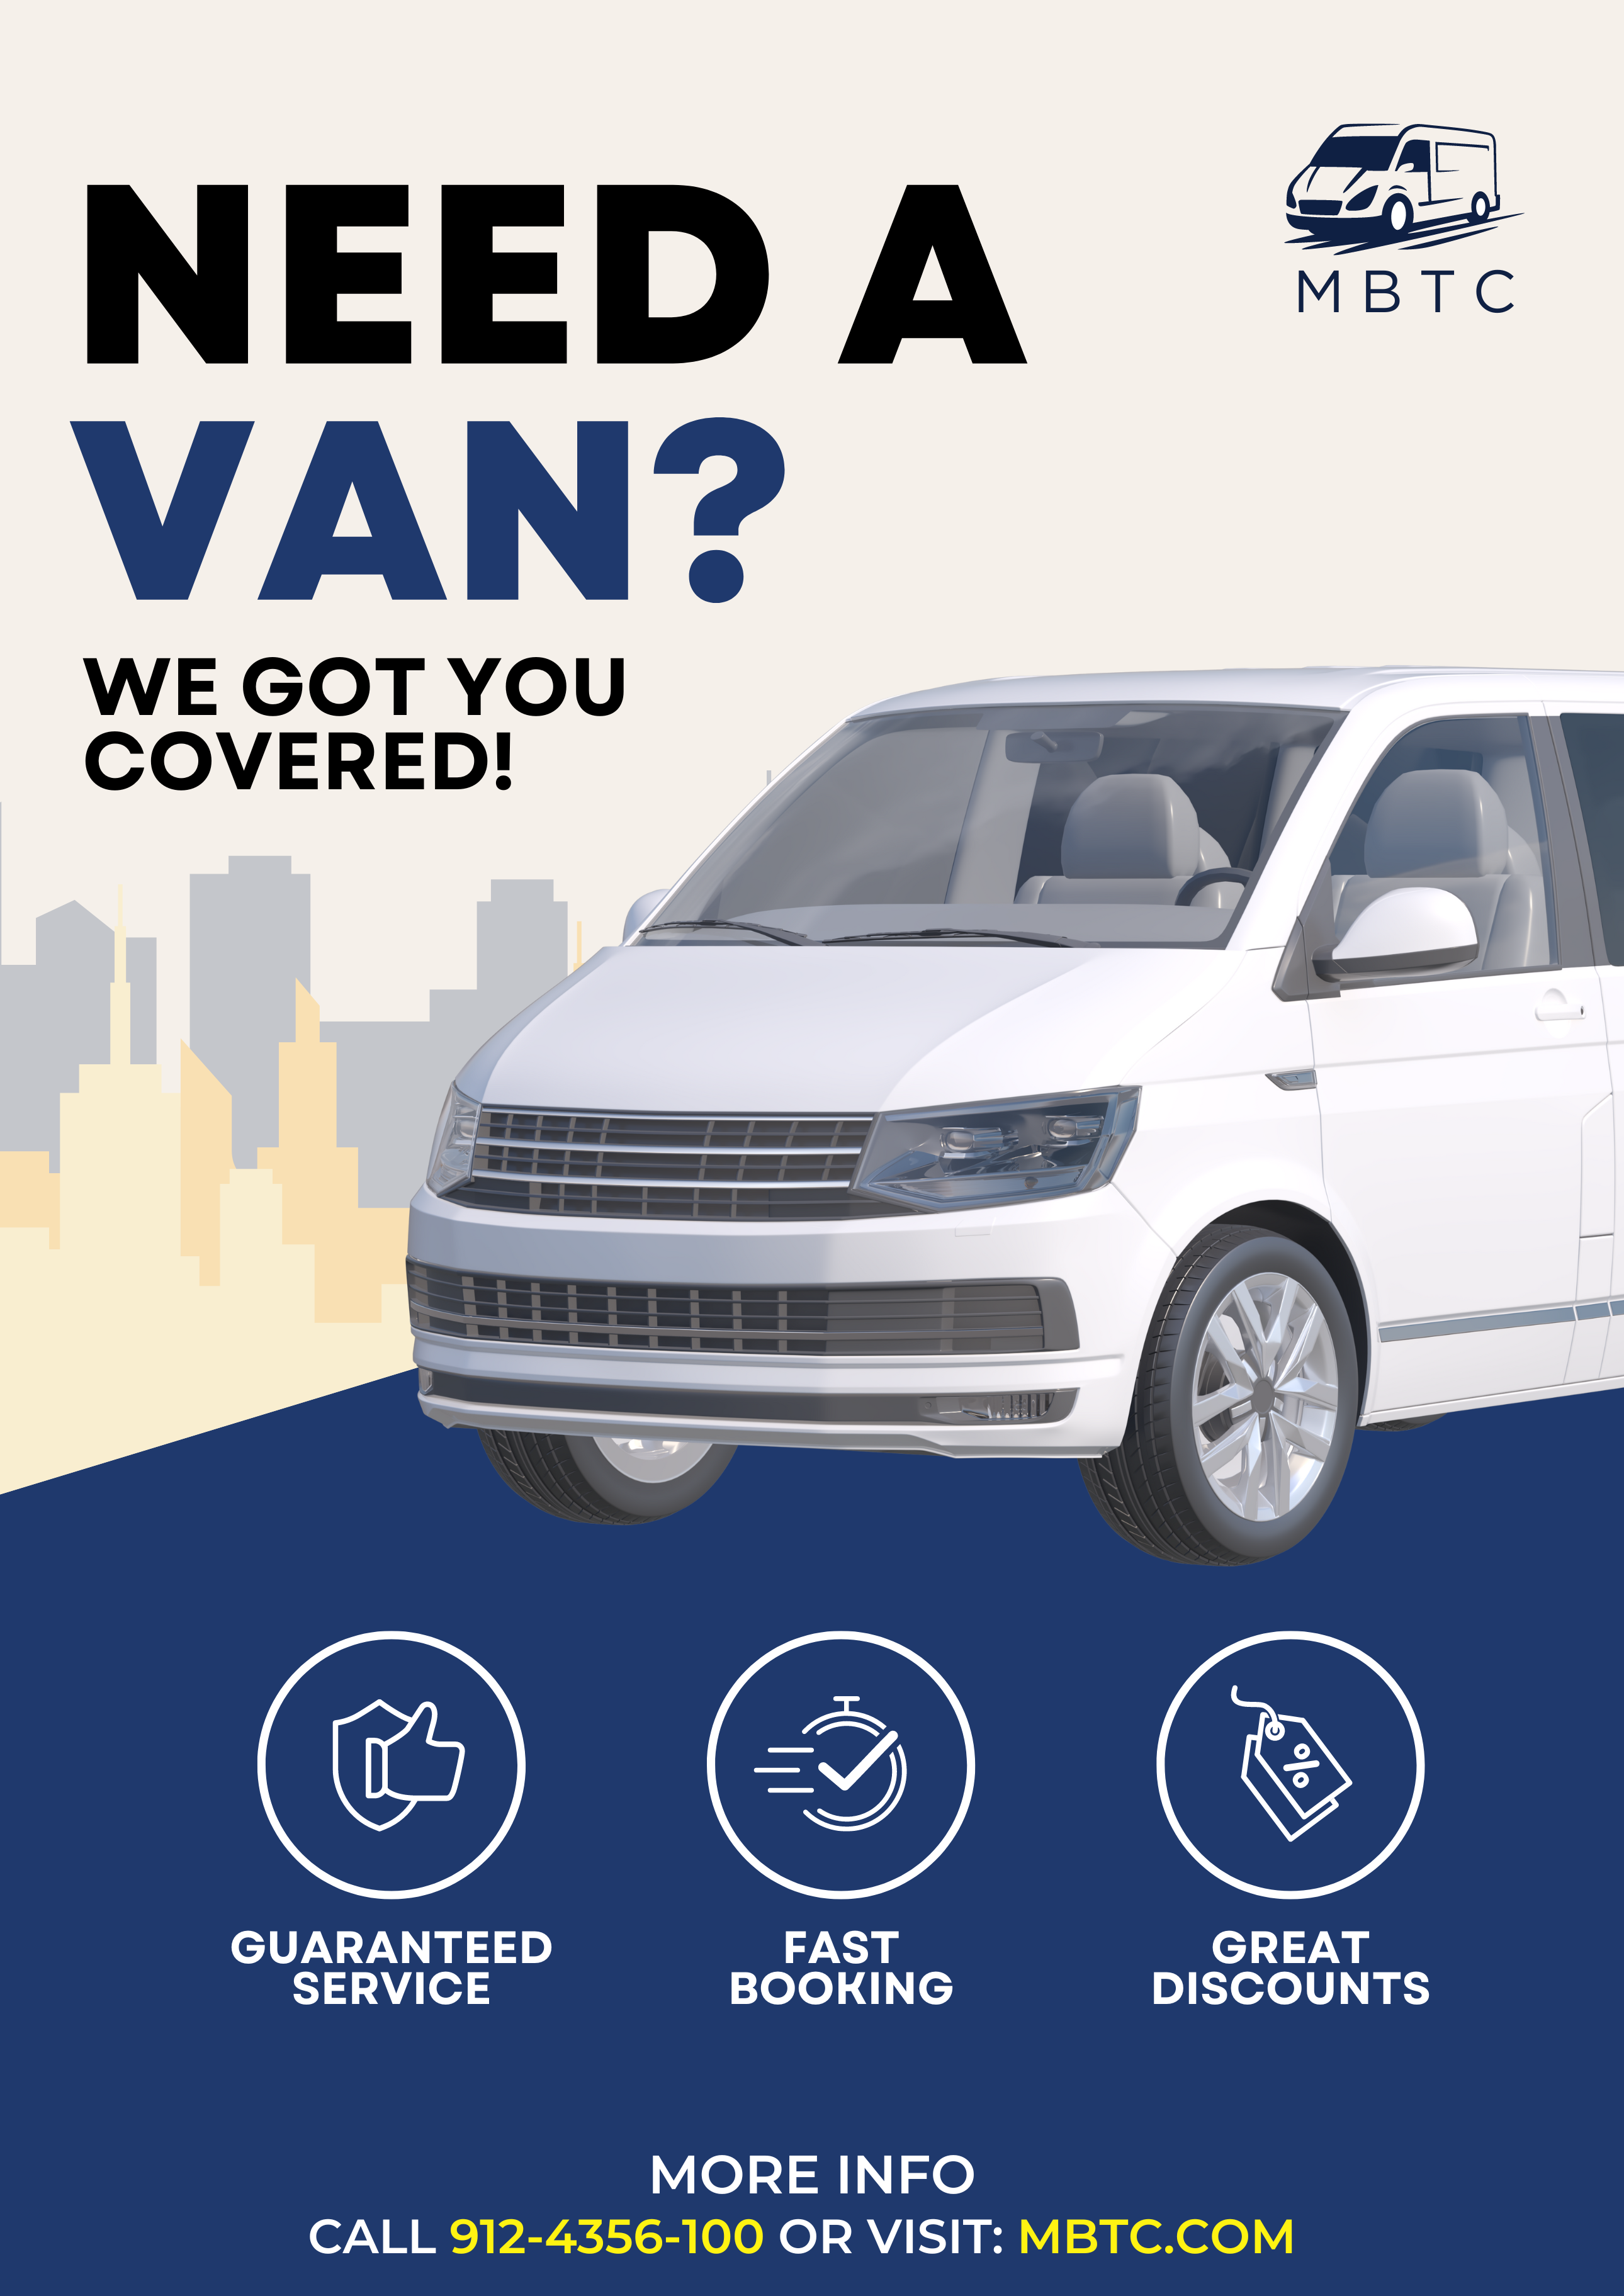 MBTC
NEED A
VAN?
WE GOT YOU
COVERED!
GUARANTEED
SERVICE
FAST
BOOKING
GREAT
DISCOUNTS
MORE INFO
CALL 912-4356-100 OR VISIT: MBTC.COM